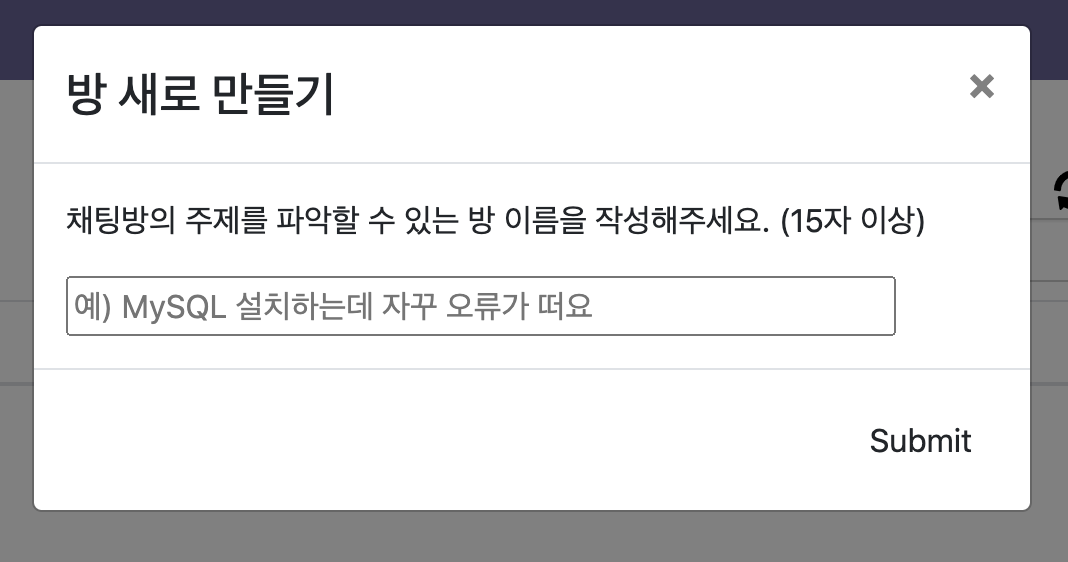 방 새로 만들기
×
채팅방의 주제를 파악할 수 있는 방 이름을 작성해주세요. (15자 이상)
예) MySQL 설치하는데 자꾸 오류가 떠요
Submit